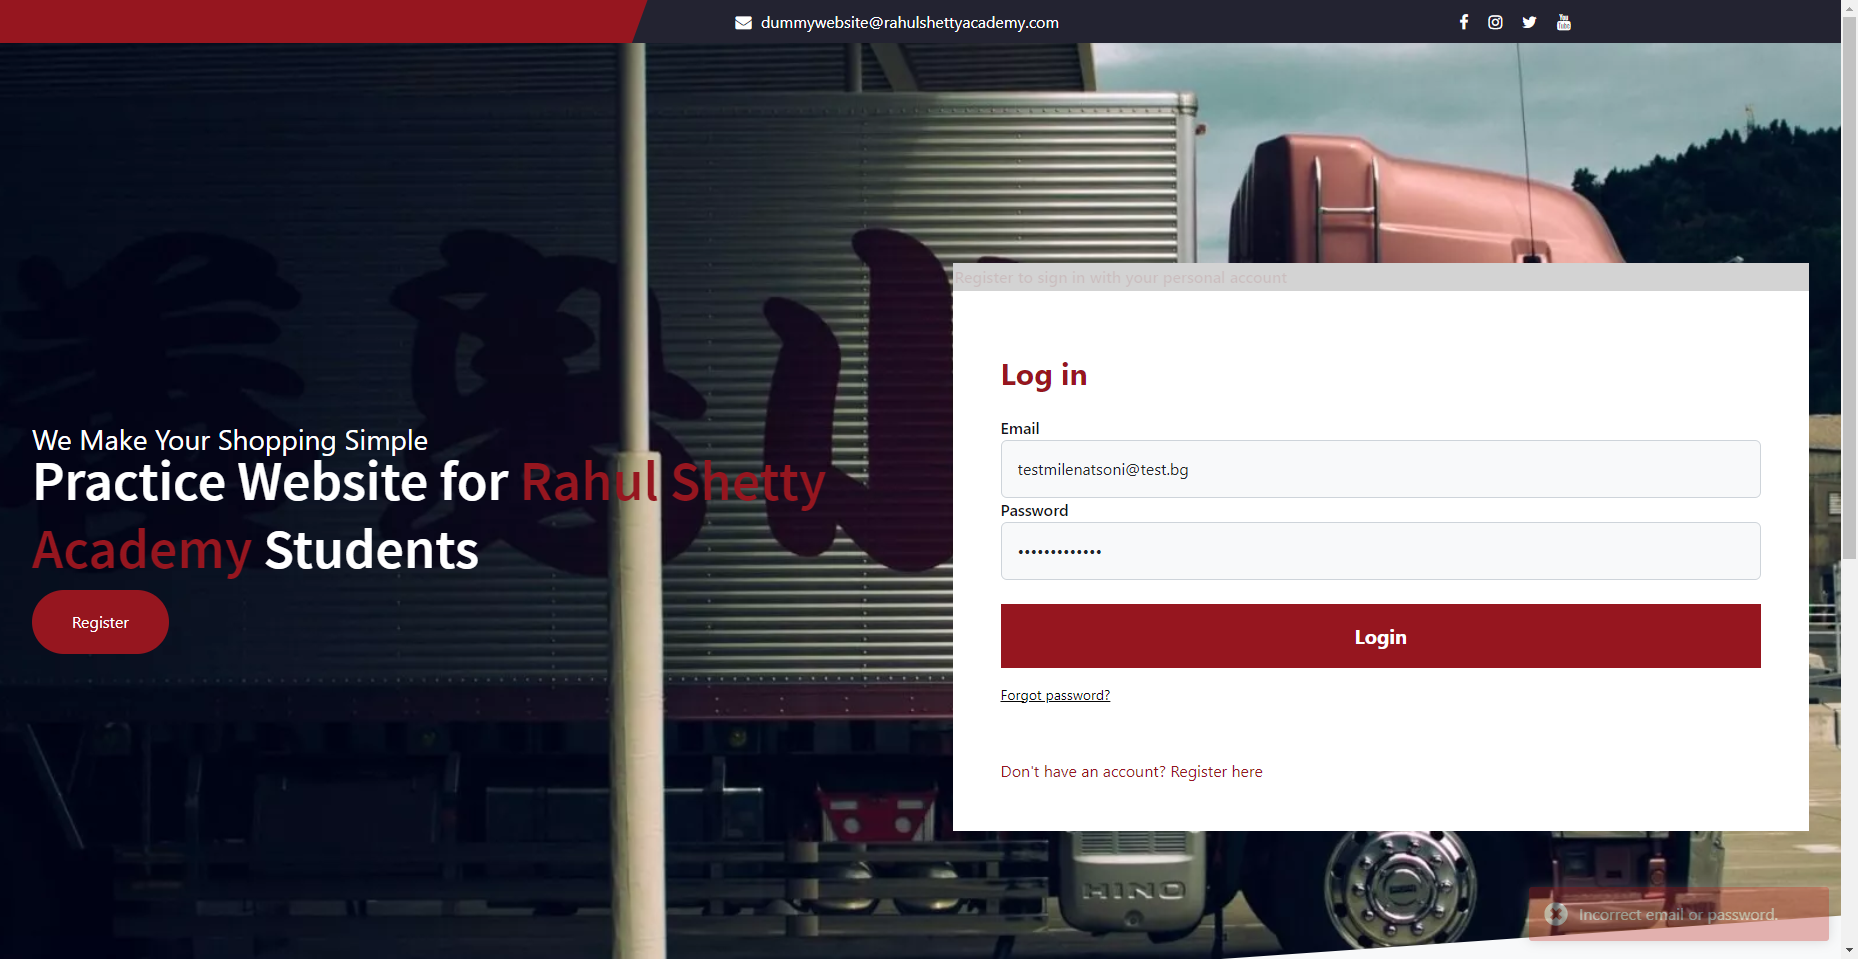 dummywebsite@rahulshettyacademy.com
Register to sign in with your personal account
We Make Your Shopping Simple
Practice Website for Rahul Shetty
Academy Students
Register
Log in
Email
testmilenatsoni@test.bg
Password
•••••••••••••
Login
Forgot password?
Don't have an account? Register here
HINO
Incorrect email or password.